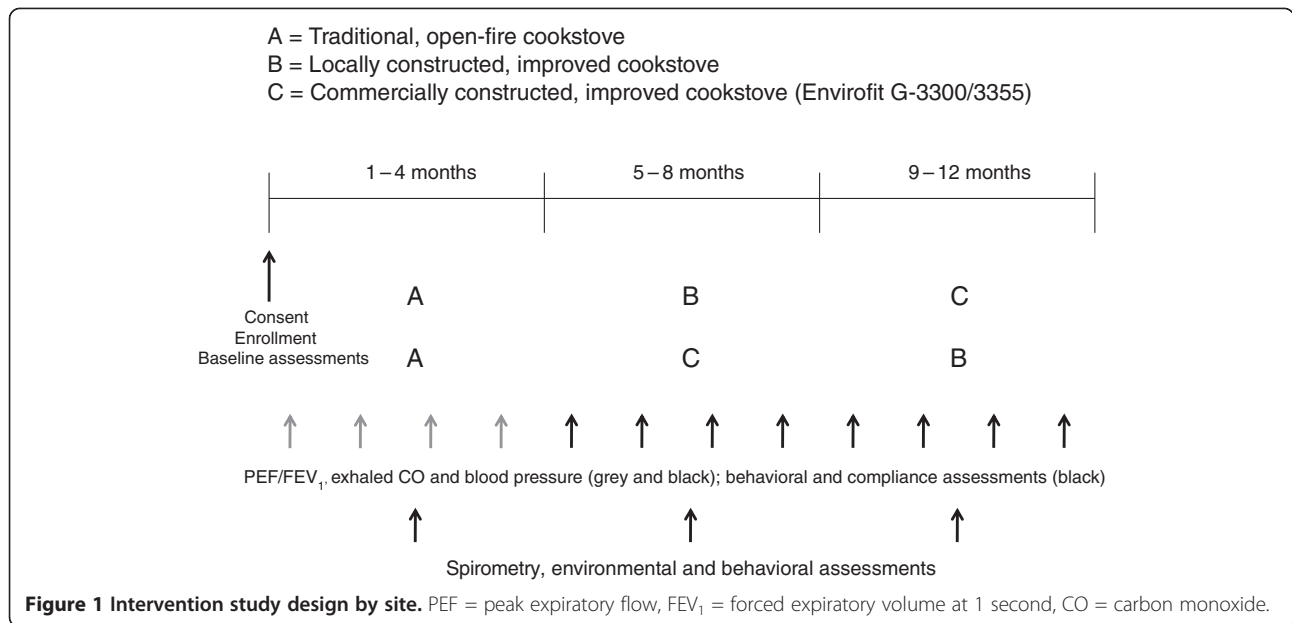 A = Traditional, open-fire cookstove
B = Locally constructed, improved cookstove
C = Commercially constructed, improved cookstove (Envirofit G-3300/3355)
1–4 months 5–8 months 9–12 months
A B C
Consent
Enrollment
Baseline assessments
A C B
PEF/FEV1, exhaled CO and blood pressure (grey and black); behavioral and compliance assessments (black)
Spirometry, environmental and behavioral assessments
Figure 1 Intervention study design by site. PEF = peak expiratory flow, FEV1 = forced expiratory volume at 1 second, CO = carbon monoxide.